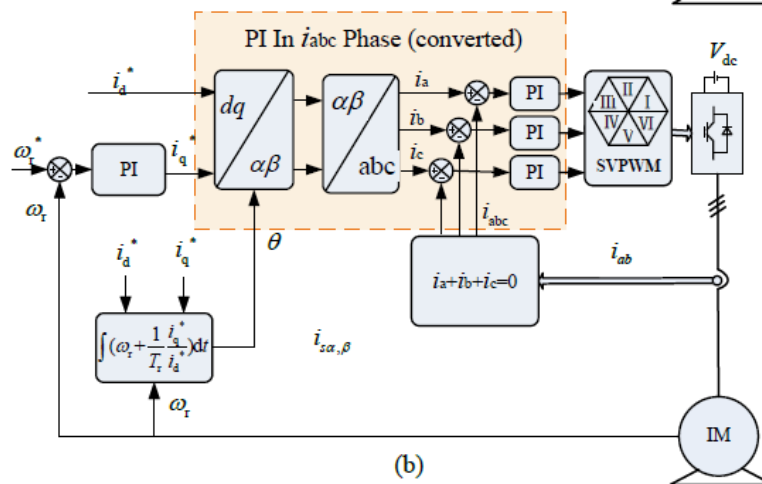 PI In iabc Phase (converted)
Vdc
id*
dq
αβ
αβ
abc
ia
ib
ic
PI
PI
PI
I
II
III
IV
V
VI
SVPWM
ωr*
PI
iq*
ωr
θ
iabc
iab
id*
iq*
ia+ib+ic=0
∫(ωr+1/Tr iq*/id*)dt
isα,β
ωr
IM
(b)